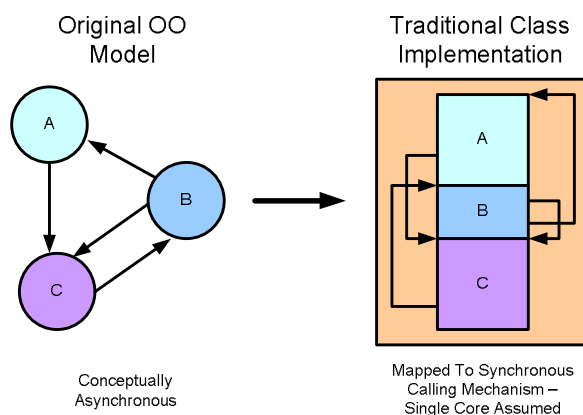 Original OO
Model
Traditional Class
Implementation
A
B
C
A
B
C
Conceptually
Asynchronous
Mapped To Synchronous
Calling Mechanism –
Single Core Assumed